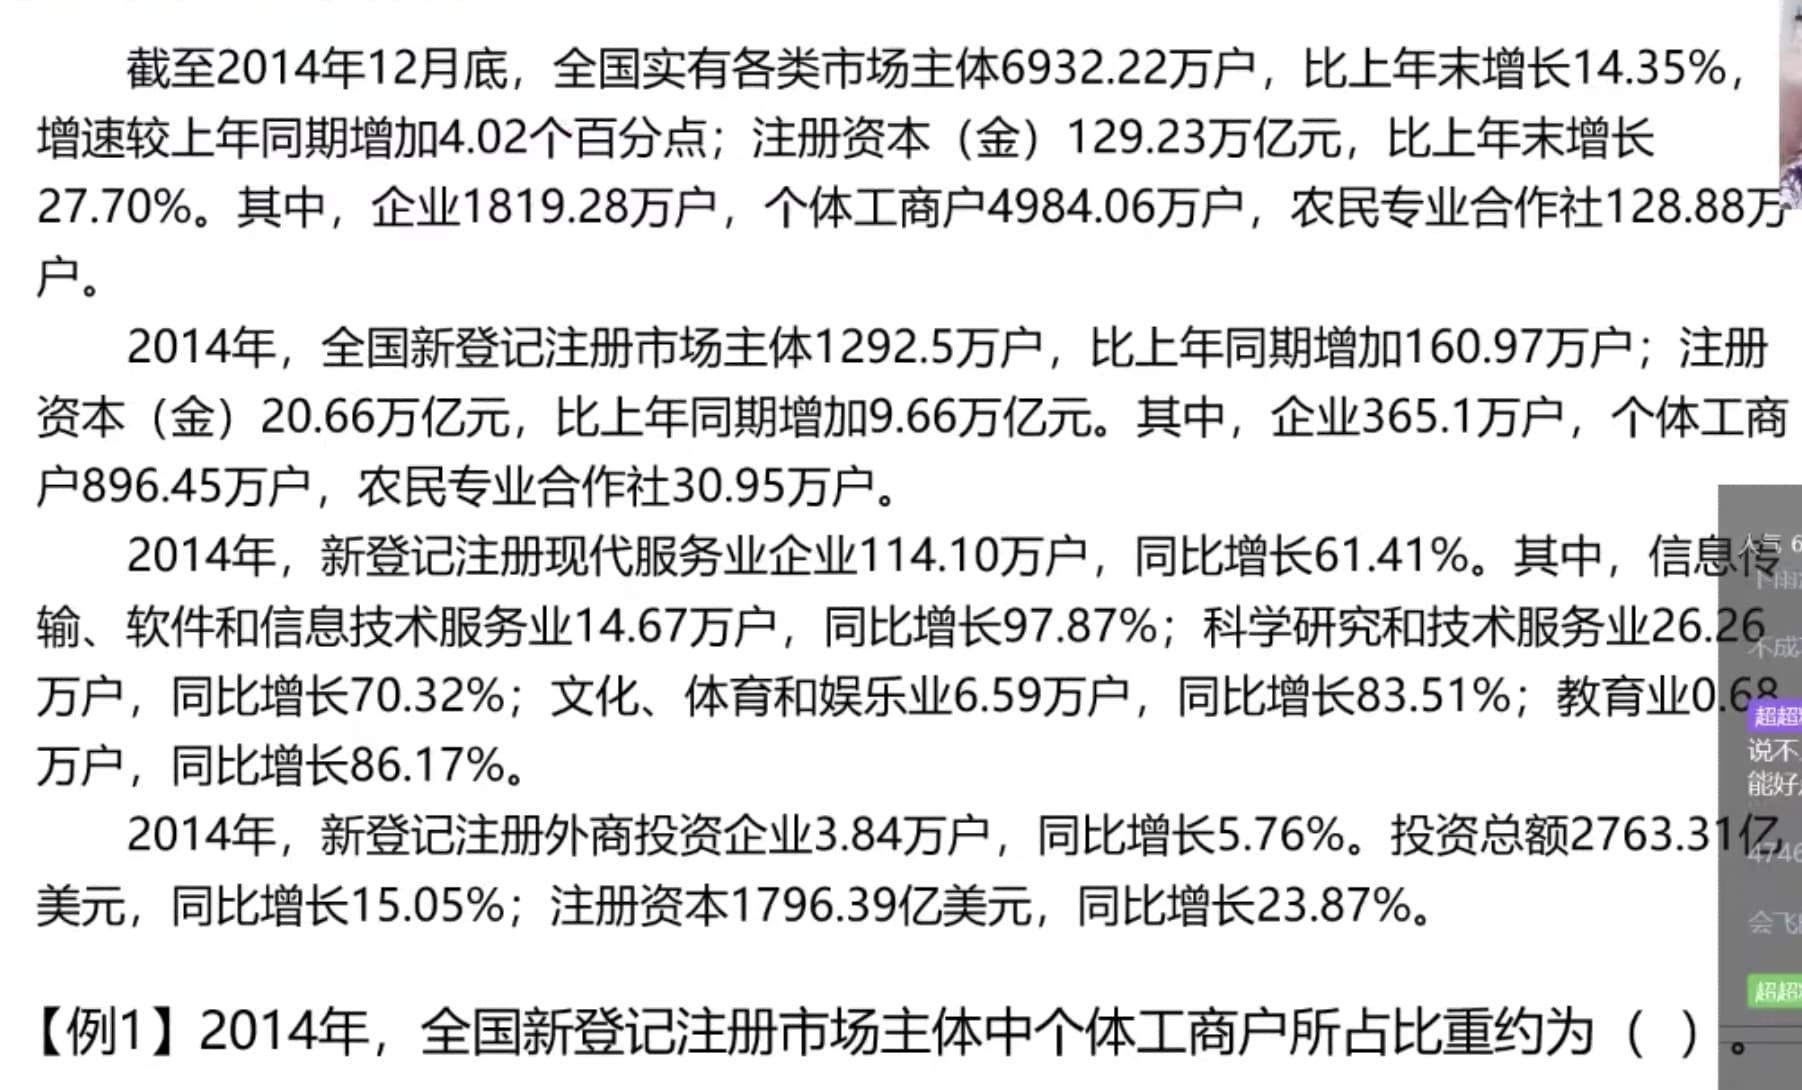 截至2014年12月底，全国实有各类市场主体6932.22万户，比上年末增长14.35%，
增速较上年同期增加4.02个百分点；注册资本（金）129.23万亿元，比上年末增长
27.70%。其中，企业1819.28万户，个体工商户4984.06万户，农民专业合作社128.88万
户。
2014年，全国新登记注册市场主体1292.5万户，比上年同期增加160.97万户；注册
资本（金）20.66万亿元，比上年同期增加9.66万亿元。其中，企业365.1万户，个体工商
户896.45万户，农民专业合作社30.95万户。
2014年，新登记注册现代服务业企业114.10万户，同比增长61.41%。其中，信息传
输、软件和信息技术服务业14.67万户，同比增长97.87%；科学研究和技术服务业26.26
万户，同比增长70.32%；文化、体育和娱乐业6.59万户，同比增长83.51%；教育业0.68
万户，同比增长86.17%。
2014年，新登记注册外商投资企业3.84万户，同比增长5.76%。投资总额2763.31亿
美元，同比增长15.05%；注册资本1796.39亿美元，同比增长23.87%。
【例1】2014年，全国新登记注册市场主体中个体工商户所占比重约为（ ）。
人气 6
不成
超超
说不
能好
4746
会飞
超超